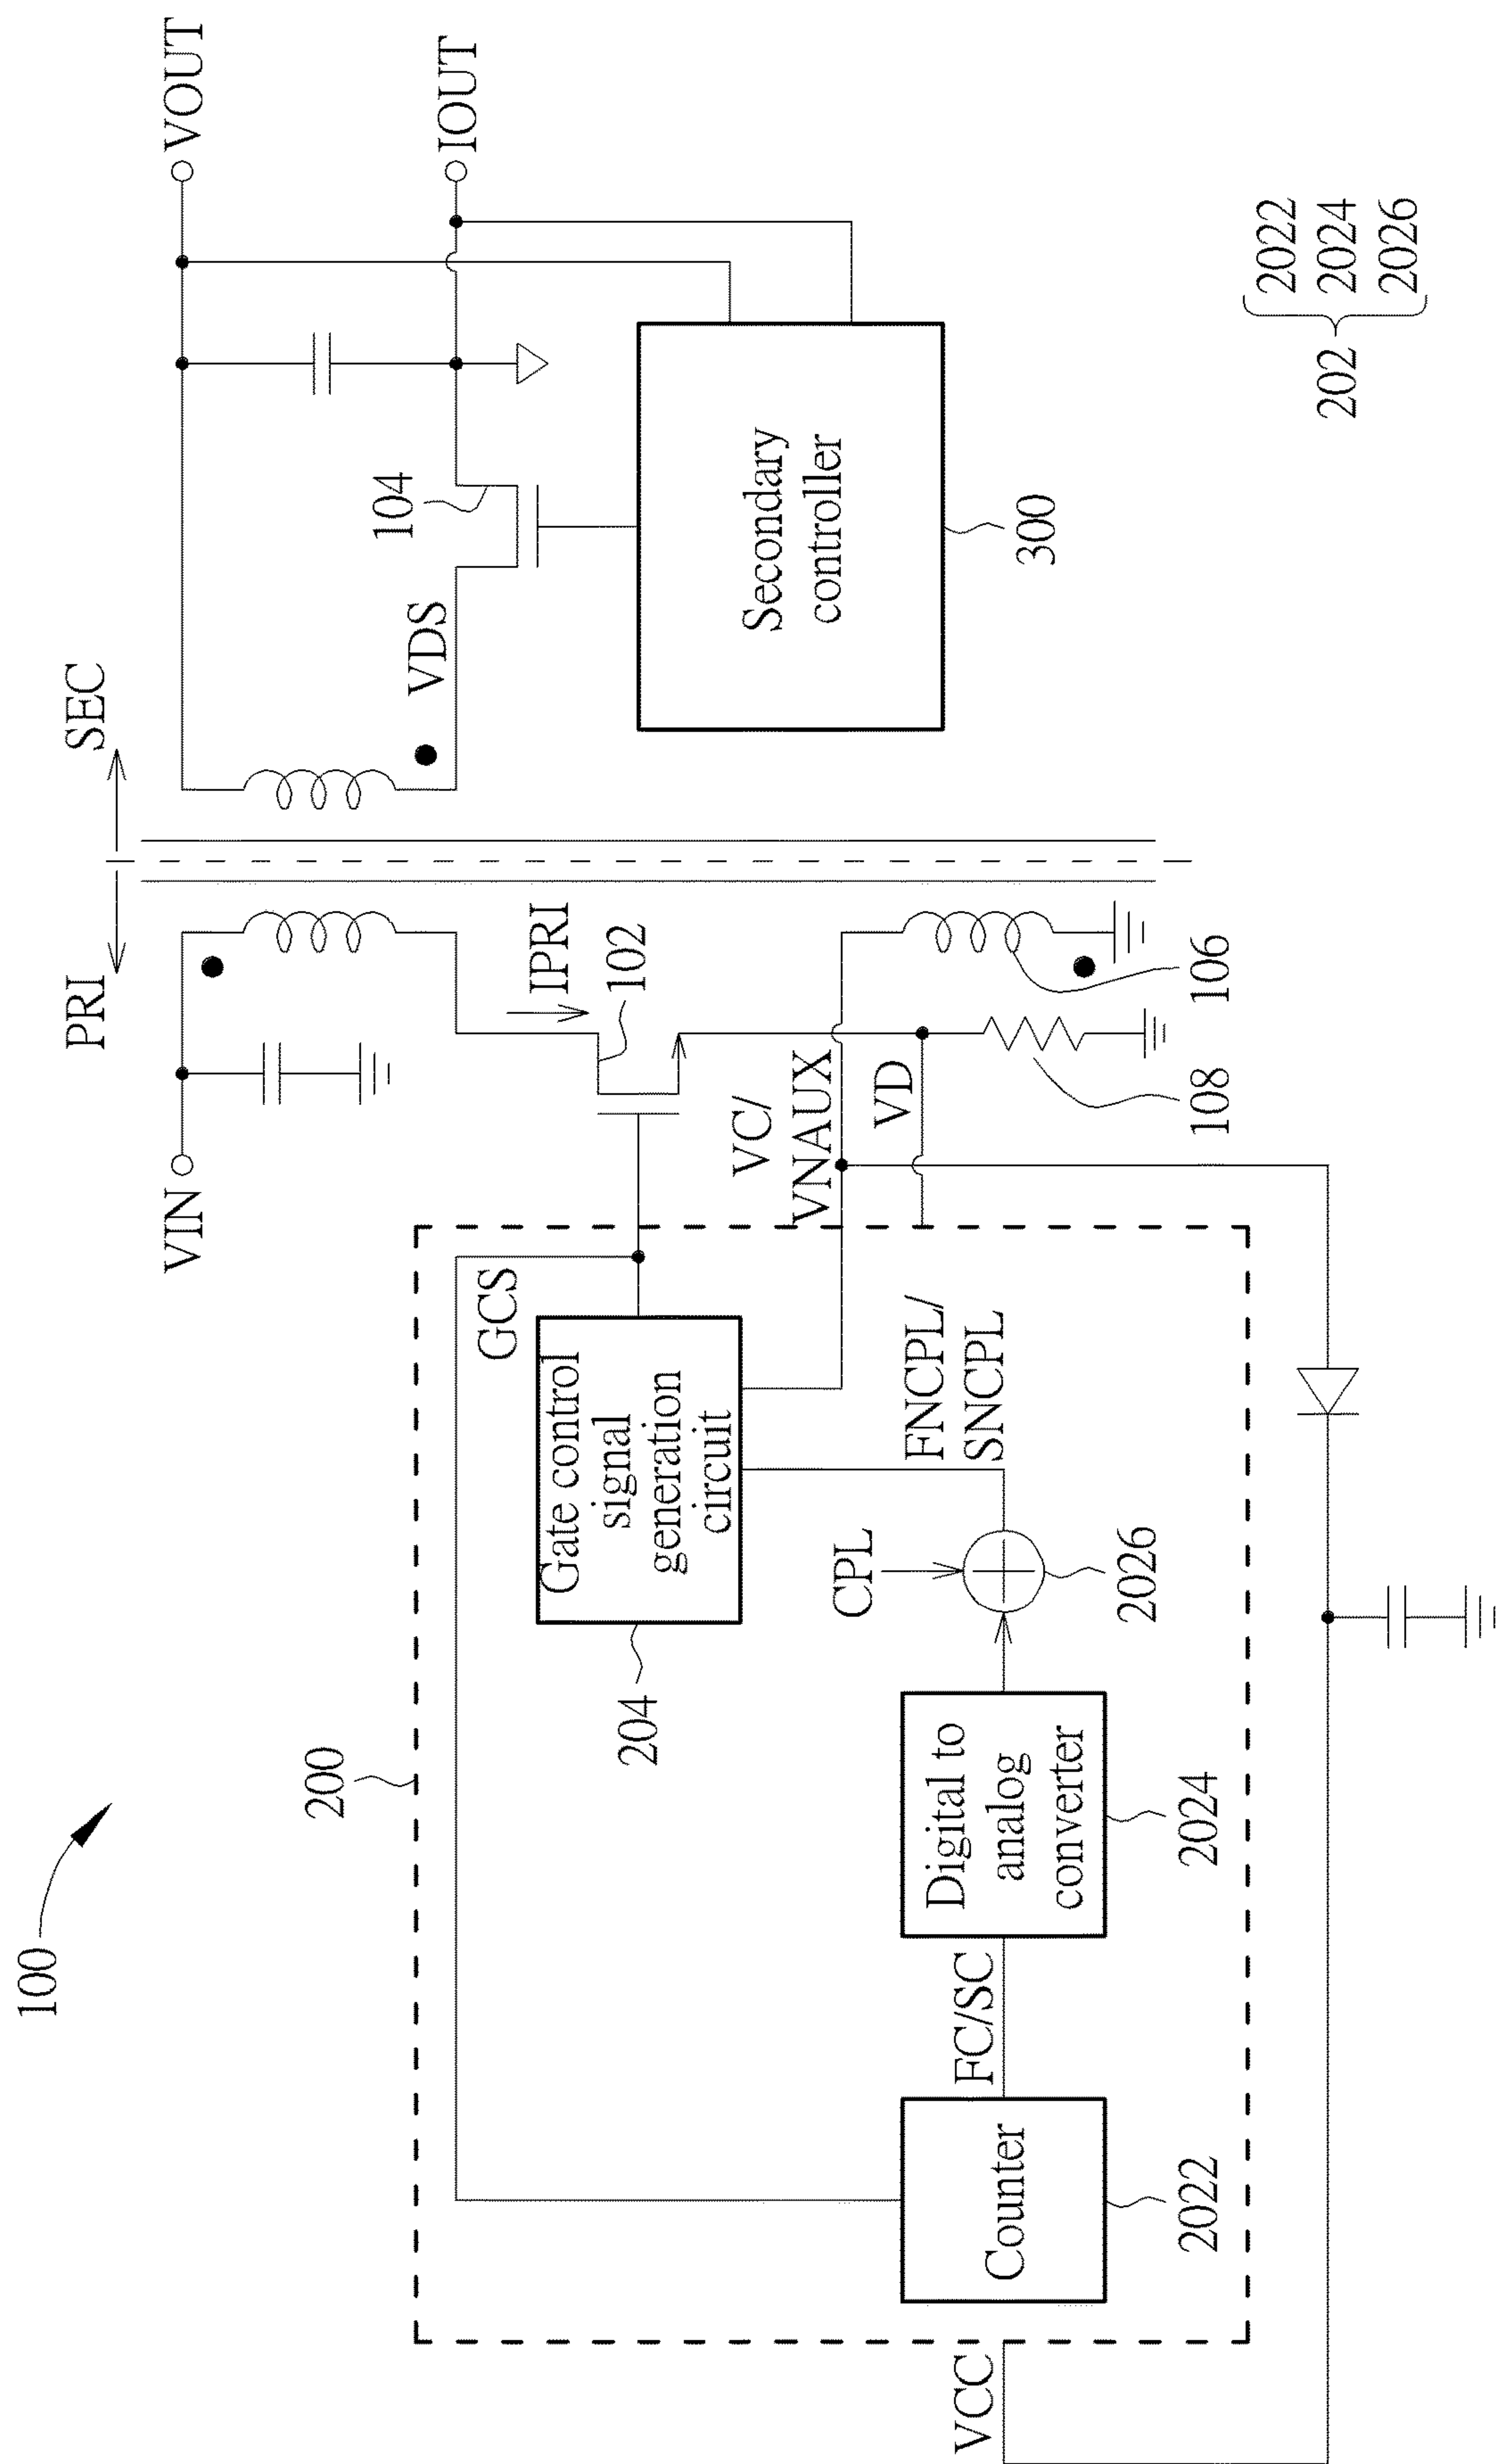 100
PRI
SEC
VIN
VOUT
IOUT
IPRI
102
VDS
104
200
GCS
Gate control
signal
generation
circuit
204
VC/
VNAUX
VD
108
106
Secondary
controller
300
FNCPL/
SNCPL
CPL
2026
Digital to
analog
converter
2024
FC/SC
Counter
2022
VCC
202
2022
2024
2026